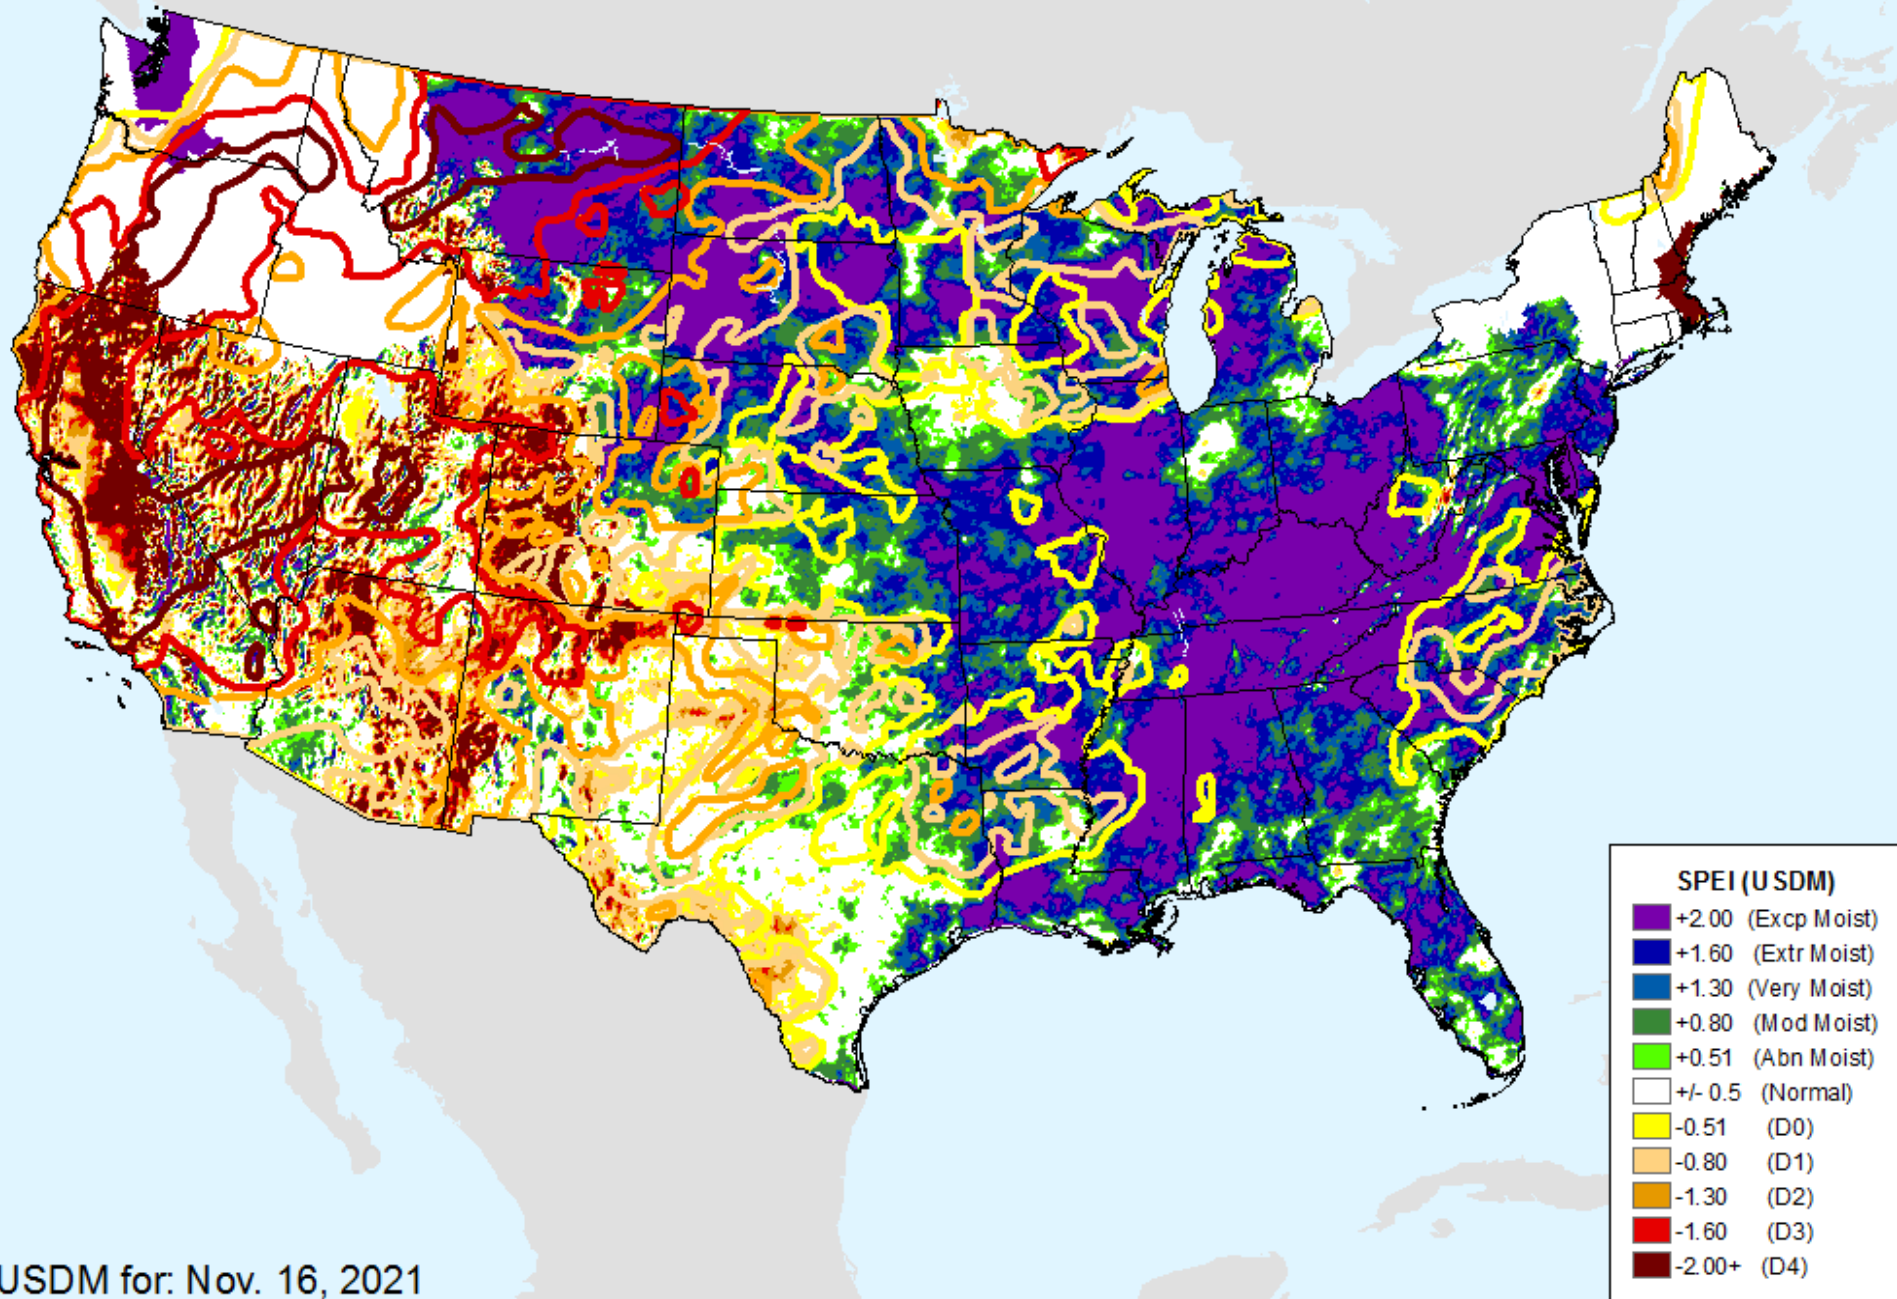 SPEI (USDM)
+2.00 (Excp Moist)
+1.60 (Extr Moist)
+1.30 (Very Moist)
+0.80 (Mod Moist)
+0.51 (Abn Moist)
+/- 0.5 (Normal)
-0.51 (D0)
-0.80 (D1)
-1.30 (D2)
-1.60 (D3)
-2.00+ (D4)
USDM for: Nov. 16, 2021